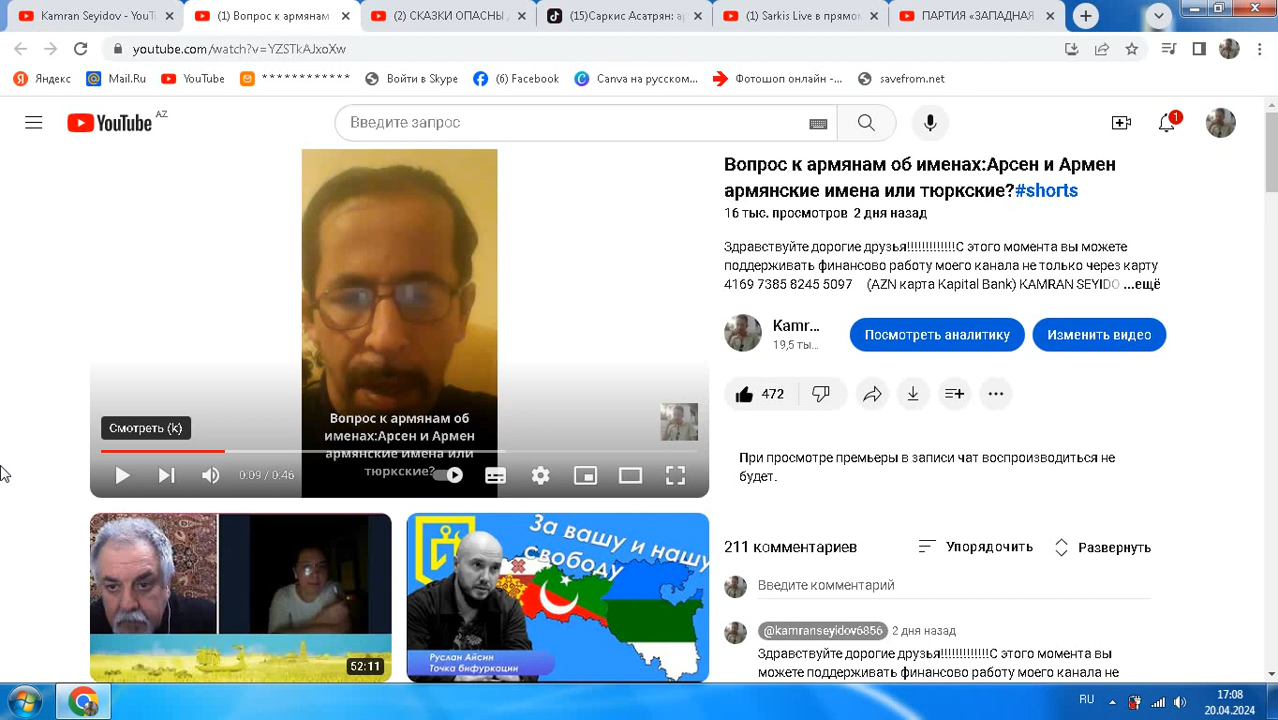 Kamran Seyidov - YouT
(1) Вопрос к армянам
(2) СКАЗКИ ОПАСНЫ
(15)Саркис Асатрян: ар
(1) Sarkis Live в прямом
ПАРТИЯ «ЗАПАДНАЯ
youtube.com/watch?v=YZSTkAJxoXw
Яндекс
Mail.Ru
YouTube
* * * * * * * * * * * *
Войти в Skype
(6) Facebook
Canva на русском...
Фотошоп онлайн -...
savefrom.net
YouTube AZ
Введите запрос
1
Вопрос к армянам об именах:Арсен и Армен
армянские имена или тюркские?#shorts
16 тыс. просмотров 2 дня назад
Здравствуйте дорогие друзья!!!!!!!!!!!!!С этого момента вы можете
поддерживать финансово работу моего канала не только через карту
4169 7385 8245 5097 (AZN карта Kapital Bank) KAMRAN SEYIDO ...ещё
Kamr...
19,5 ты...
Посмотреть аналитику
Изменить видео
472
Вопрос к армянам об
именах:Арсен и Армен
армянские имена или
тюркские?
Смотреть (k)
0:09 / 0:46
При просмотре премьеры в записи чат воспроизводиться не
будет.
211 комментариев
Упорядочить
Развернуть
Введите комментарий
@kamranseyidov6856 2 дня назад
Здравствуйте дорогие друзья!!!!!!!!!!!!!С этого момента вы
можете поддерживать финансово работу моего канала не
52:11
За вашу и нашу
свободу
Руслан Айсин
Точка бифуркации
RU
17:08
20.04.2024